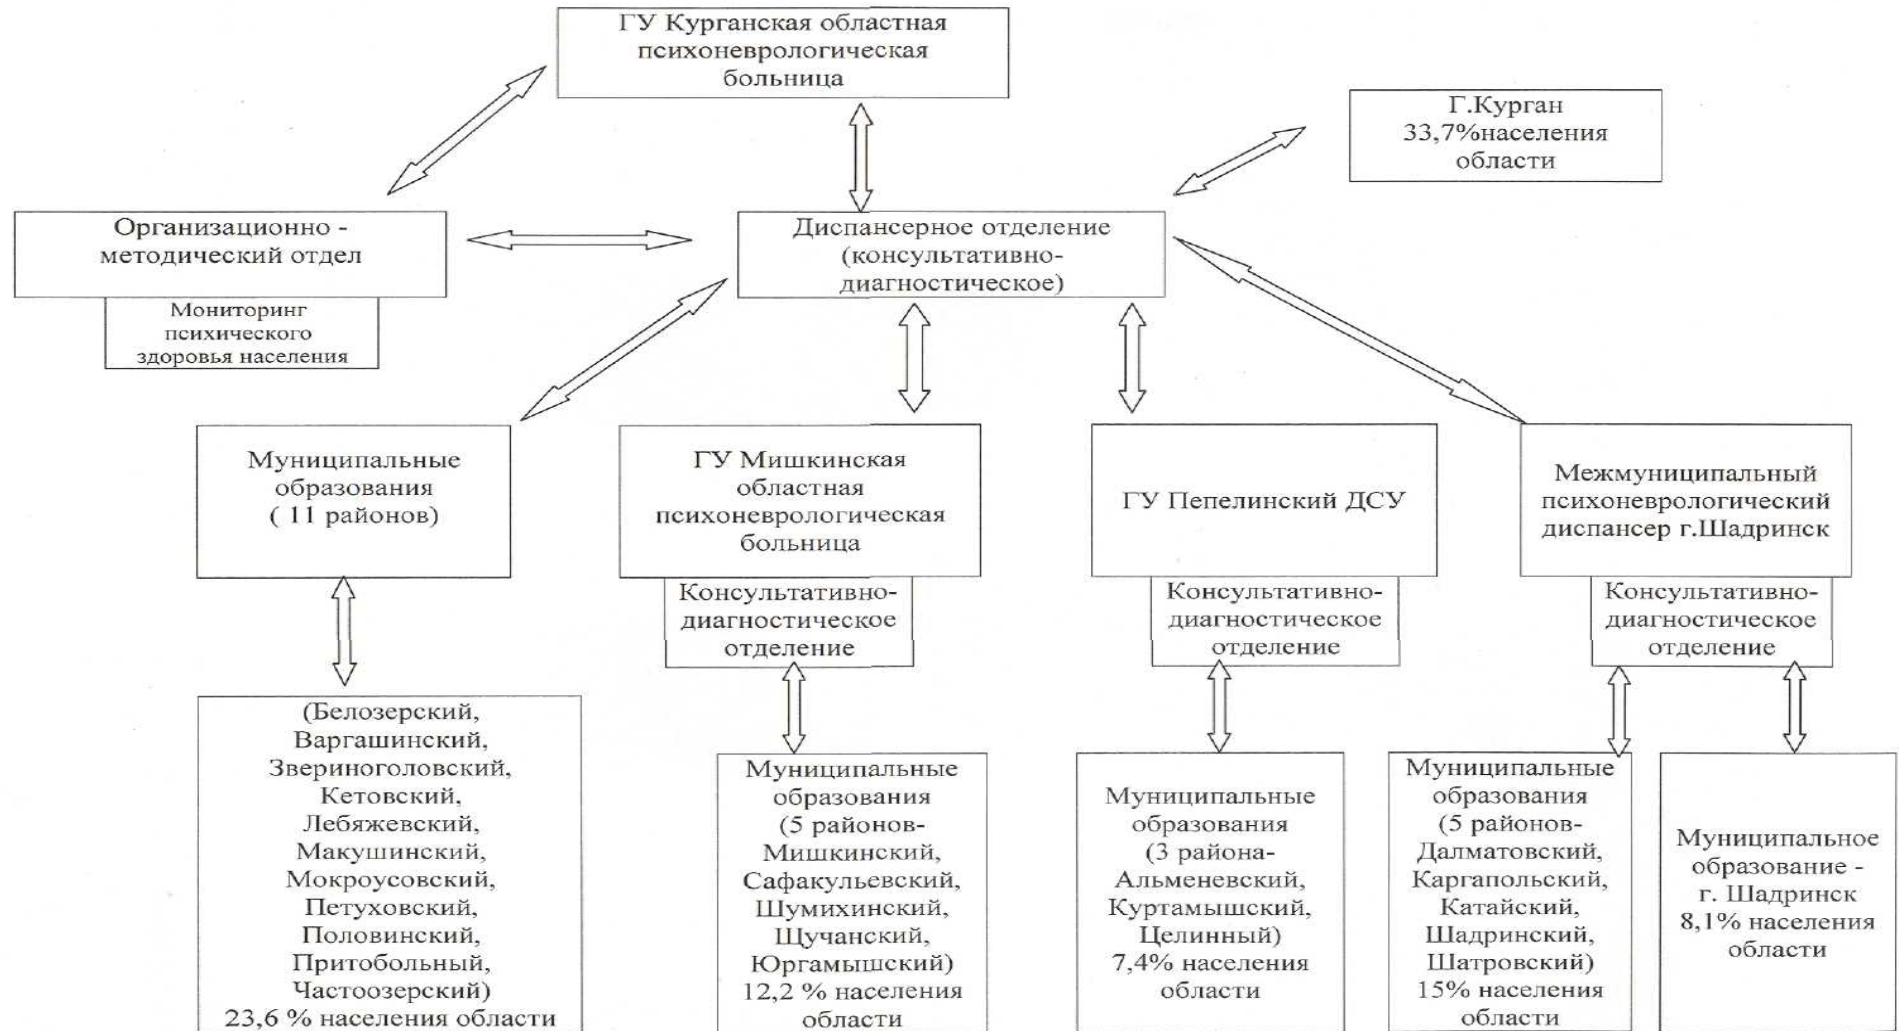 ГУ Курганская областная
психоневрологическая
больница
Г.Курган
33,7%населения
области
Организационно -
методический отдел
Мониторинг
психического
здоровья населения
Диспансерное отделение
(консультативно-
диагностическое)
Муниципальные
образования
( 11 районов)
ГУ Мишкинская
областная
психоневрологическая
больница
ГУ Пепелинский ДСУ
Межмуниципальный
психоневрологический
диспансер г.Шадринск
Консультативно-
диагностическое
отделение
Консультативно-
диагностическое
отделение
Консультативно-
диагностическое
отделение
(Белозерский,
Варгашинский,
Звериноголовский,
Кетовский,
Лебяжевский,
Макушинский,
Мокроусовский,
Петуховский,
Половинский,
Притобольный,
Частоозерский)
23,6 % населения области
Муниципальные
образования
(5 районов-
Мишкинский,
Сафакульевский,
Шумихинский,
Щучанский,
Юргамышский)
12,2 % населения
области
Муниципальные
образования
(3 района-
Альменевский,
Куртамышский,
Целинный)
7,4% населения
области
Муниципальные
образования
(5 районов-
Далматовский,
Каргапольский,
Катайский,
Шадринский,
Шатровский)
15% населения
области
Муниципальное
образование -
г. Шадринск
8,1% населения
области